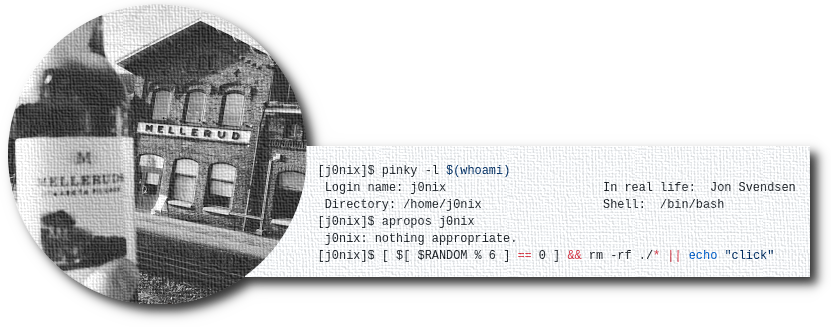 MELLERUD
M
MELLERUDS
[j0nix]$ pinky -l $(whoami)
Login name: j0nix In real life: Jon Svendsen
Directory: /home/j0nix Shell: /bin/bash
[j0nix]$ apropos j0nix
j0nix: nothing appropriate.
[j0nix]$ [ $[ $RANDOM % 6 ] == 0 ] && rm -rf ./* || echo "click"